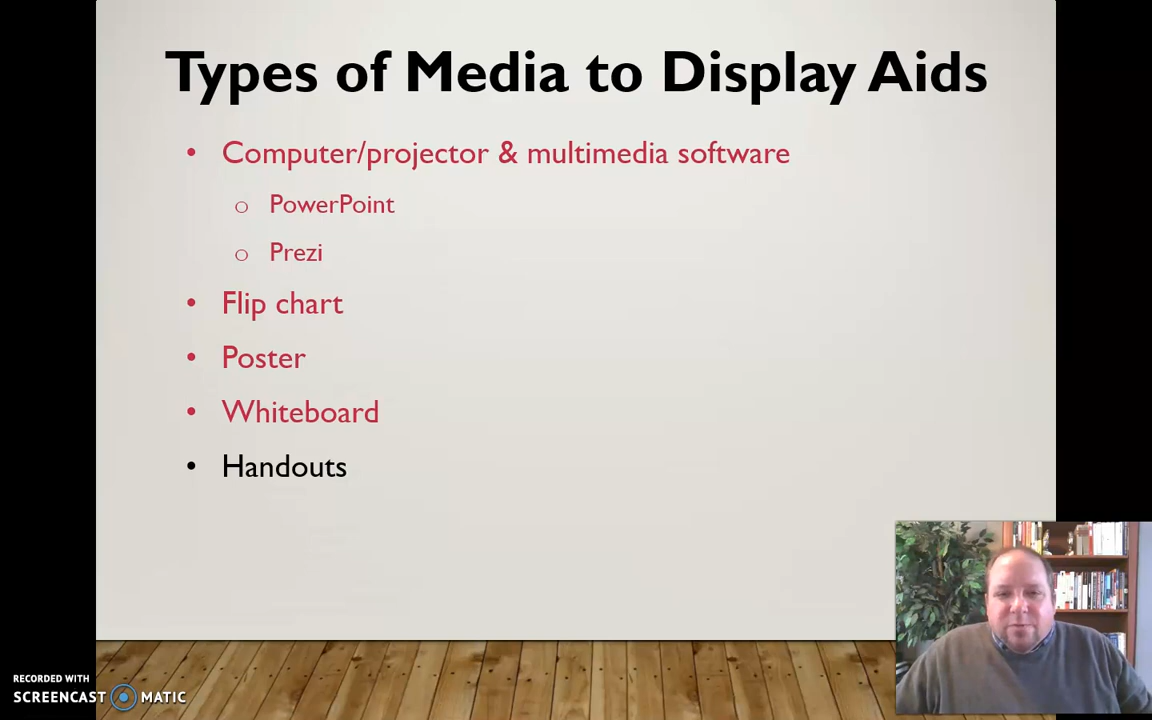 Types of Media to Display Aids
• Computer/projector & multimedia software
o PowerPoint
o Prezi
• Flip chart
• Poster
• Whiteboard
• Handouts
RECORDED WITH
SCREENCAST MATIC